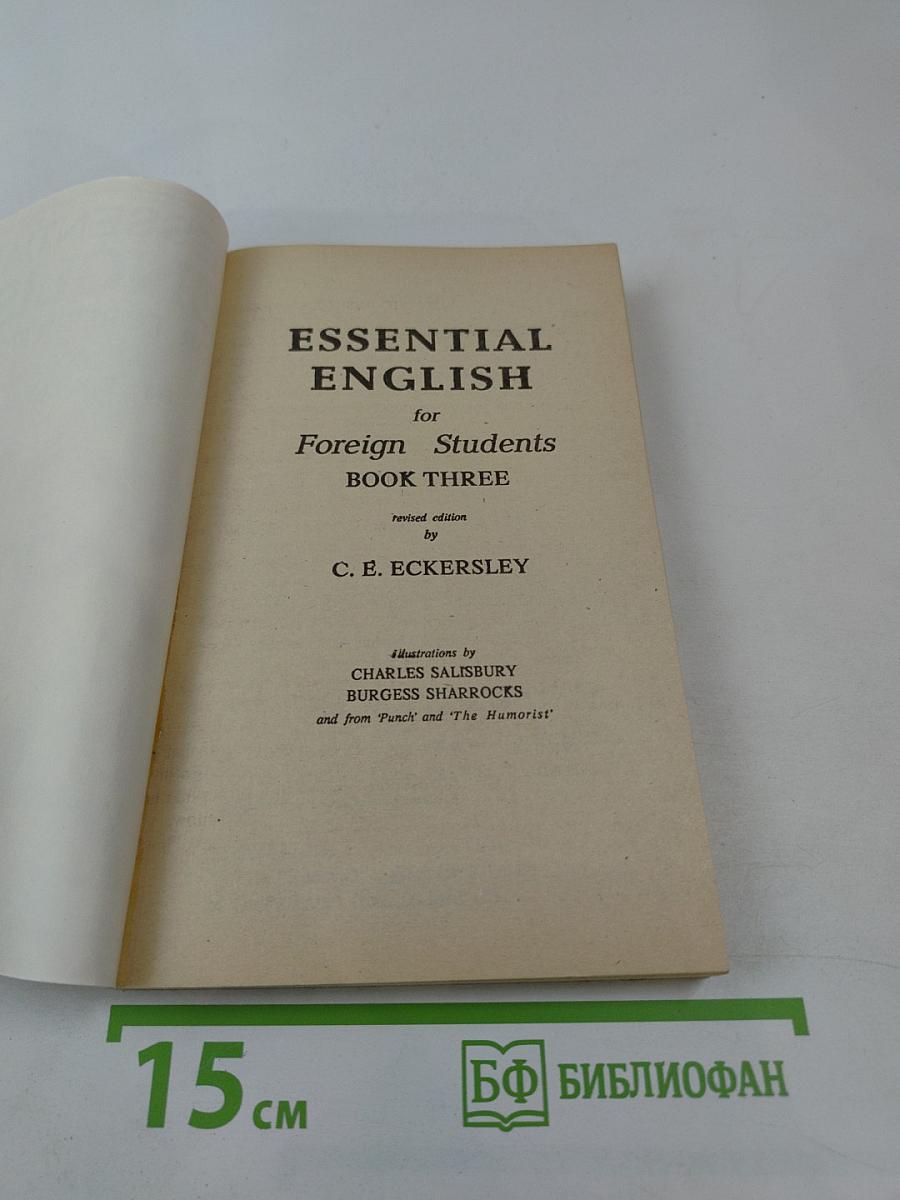 ESSENTIAL
ENGLISH
for
Foreign Students
BOOK THREE
revised edition
by
C. E. ECKERSLEY
illustrations by
CHARLES SALISBURY
BURGESS SHARROCKS
and from 'Punch' and 'The Humorist'
15 см
БФ БИБЛИОФАН